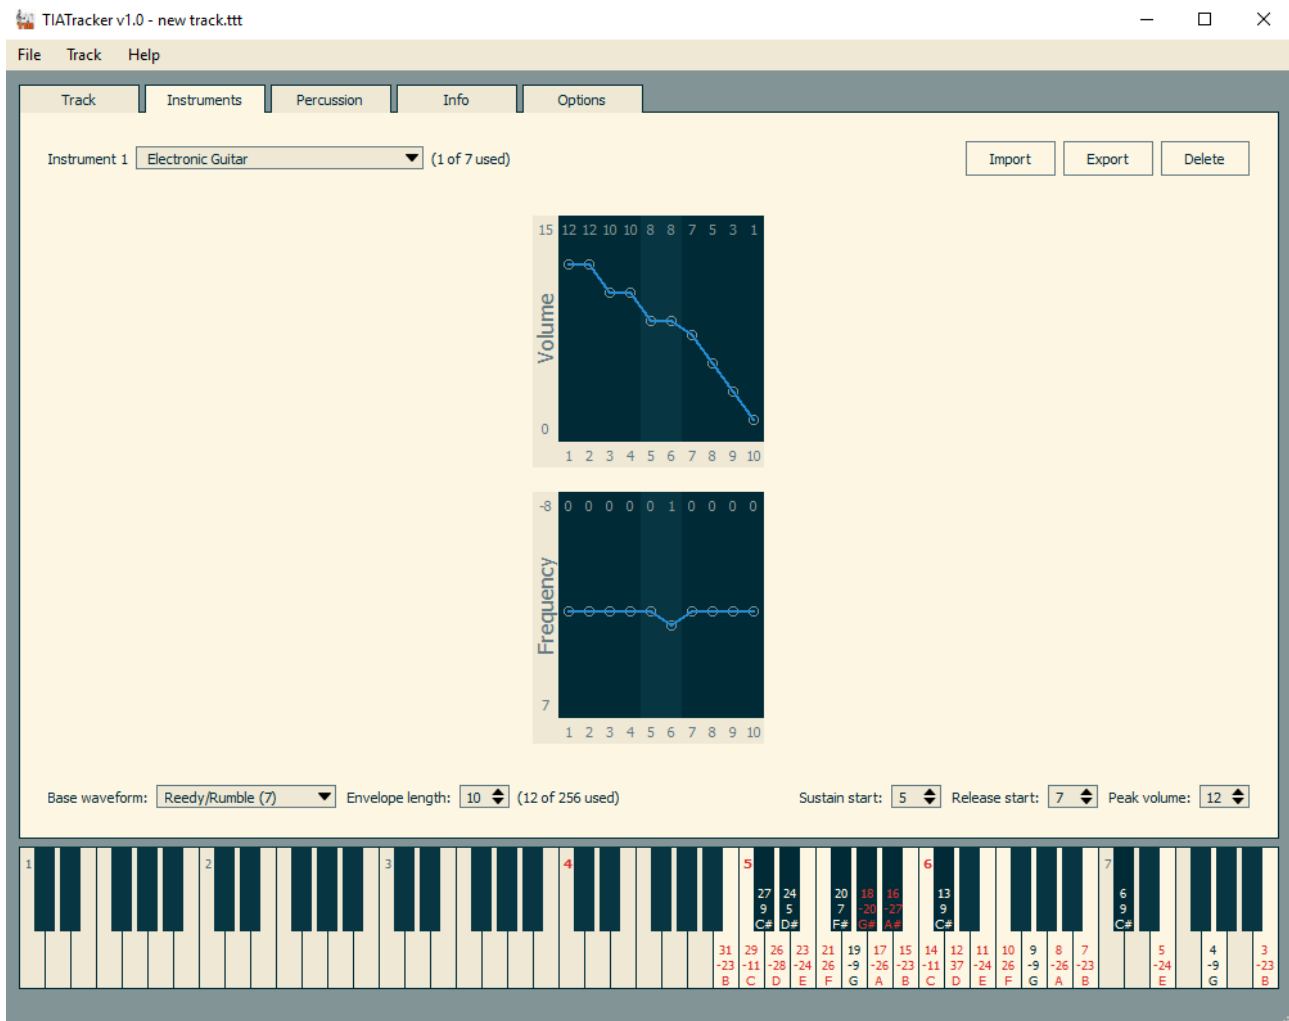 TIATracker v1.0 - new track.ttt
File Track Help
Track Instruments Percussion Info Options
Instrument 1 Electronic Guitar (1 of 7 used) Import Export Delete
15 12 12 10 10 8 8 7 5 3 1
Volume
0
1 2 3 4 5 6 7 8 9 10
-8 0 0 0 0 0 1 0 0 0 0
Frequency
7
1 2 3 4 5 6 7 8 9 10
Base waveform: Reedy/Rumble (7) Envelope length: 10 (12 of 256 used) Sustain start: 5 Release start: 7 Peak volume: 12
1 2 3 4 5 6 7
27 24 20 18 16 13 6
9 5 7 -20 -27 9 9
C# D# F# G# A# C# C#
31 29 26 23 21 19 17 15 14 12 11 10 9 8 7 5 4 3
-23 -11 -28 -24 26 -9 -26 -23 -11 37 -24 26 -9 -26 -23 -24 -9 -23
B C D E F G A B C D E F G A B E G B